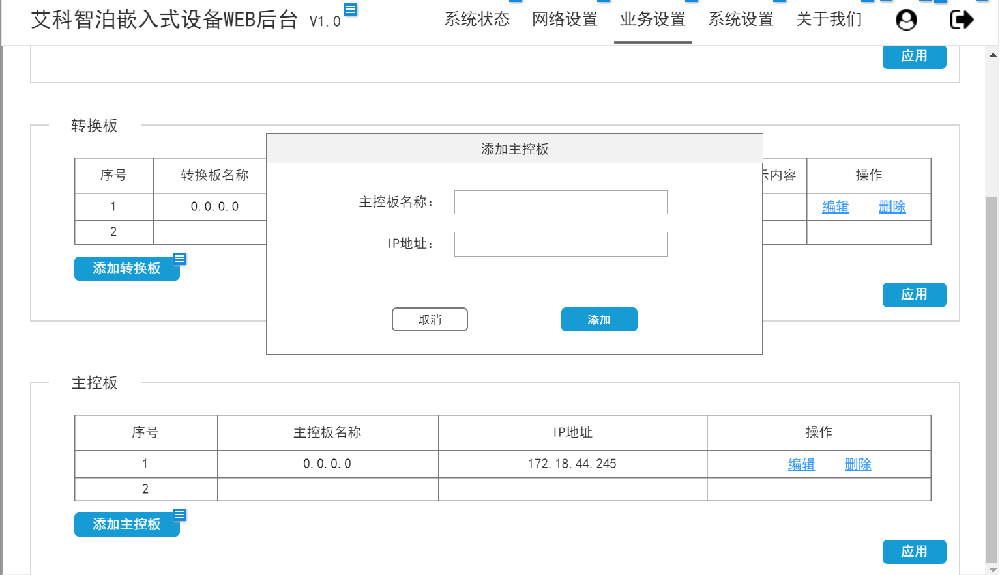 艾科智泊嵌入式设备WEB后台 V1.0
系统状态 网络设置 业务设置 系统设置 关于我们
应用
转换板
添加主控板
序号 转换板名称 内容 操作
主控板名称：
1 0.0.0.0 编辑 删除
2
IP地址：
添加转换板
应用
取消 添加
主控板
序号 主控板名称 IP地址 操作
1 0.0.0.0 172.18.44.245 编辑 删除
2
添加主控板
应用